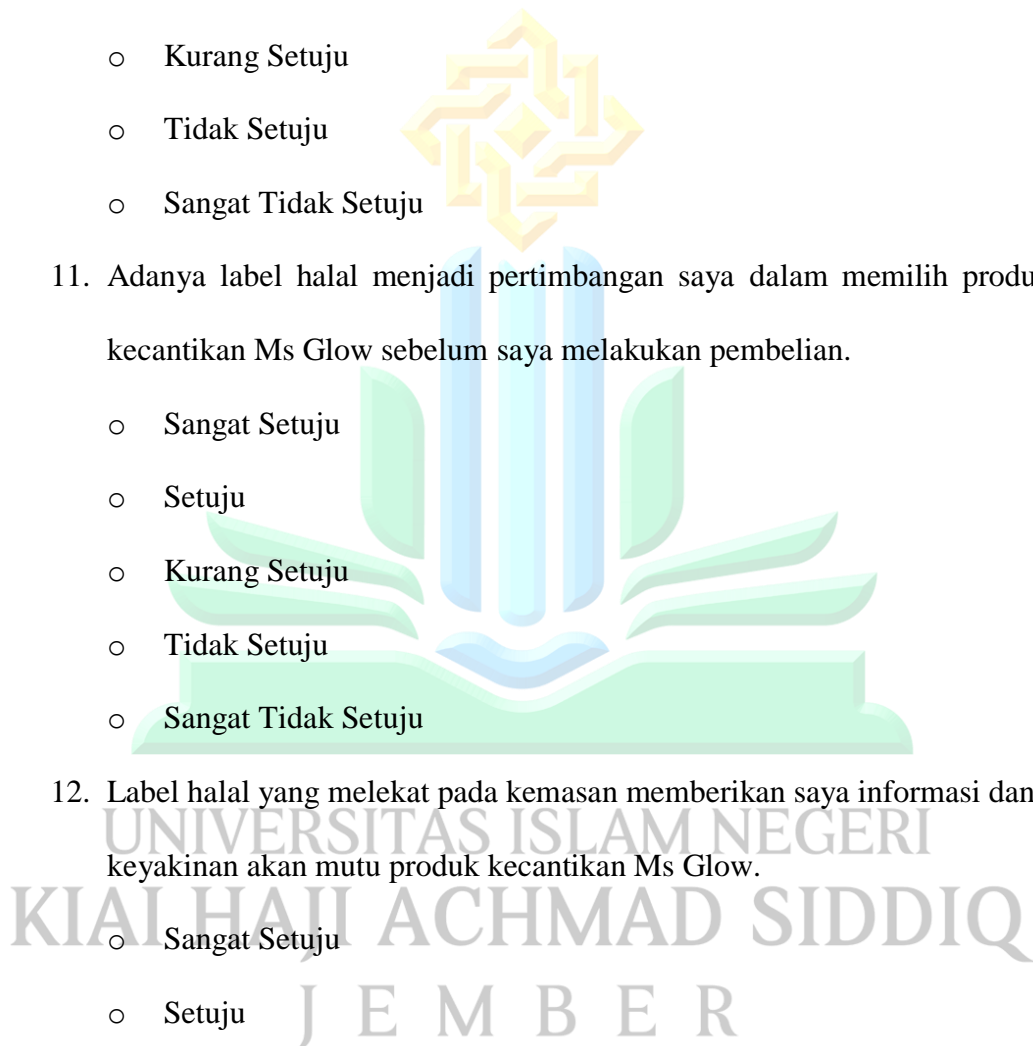 o Kurang Setuju
o Tidak Setuju
o Sangat Tidak Setuju
11. Adanya label halal menjadi pertimbangan saya dalam memilih produ
kecantikan Ms Glow sebelum saya melakukan pembelian.
o Sangat Setuju
o Setuju
o Kurang Setuju
o Tidak Setuju
o Sangat Tidak Setuju
12. Label halal yang melekat pada kemasan memberikan saya informasi dan
UNIVERSITAS ISLAM NEGERI
keyakinan akan mutu produk kecantikan Ms Glow.
KIAI HAJI ACHMAD SIDDIQ
o Sangat Setuju
o Setuju
JEMBER